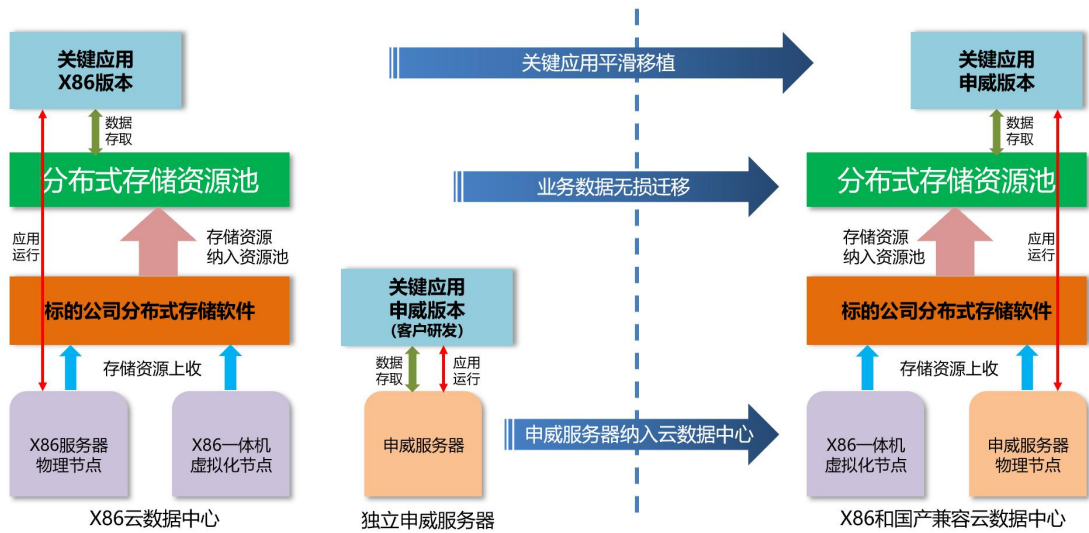 关键应用
X86版本
数据
存取
分布式存储资源池
应用
运行
存储资源
纳入资源池
标的公司分布式存储软件
存储资源上收
X86服务器
物理节点
X86一体机
虚拟化节点
X86云数据中心
关键应用
申威版本
(客户研发)
数据
存取
应用
运行
申威服务器
独立申威服务器
关键应用平滑移植
业务数据无损迁移
申威服务器纳入云数据中心
关键应用
申威版本
数据
存取
分布式存储资源池
存储资源
纳入资源池
应用
运行
标的公司分布式存储软件
存储资源上收
X86一体机
虚拟化节点
申威服务器
物理节点
X86和国产兼容云数据中心